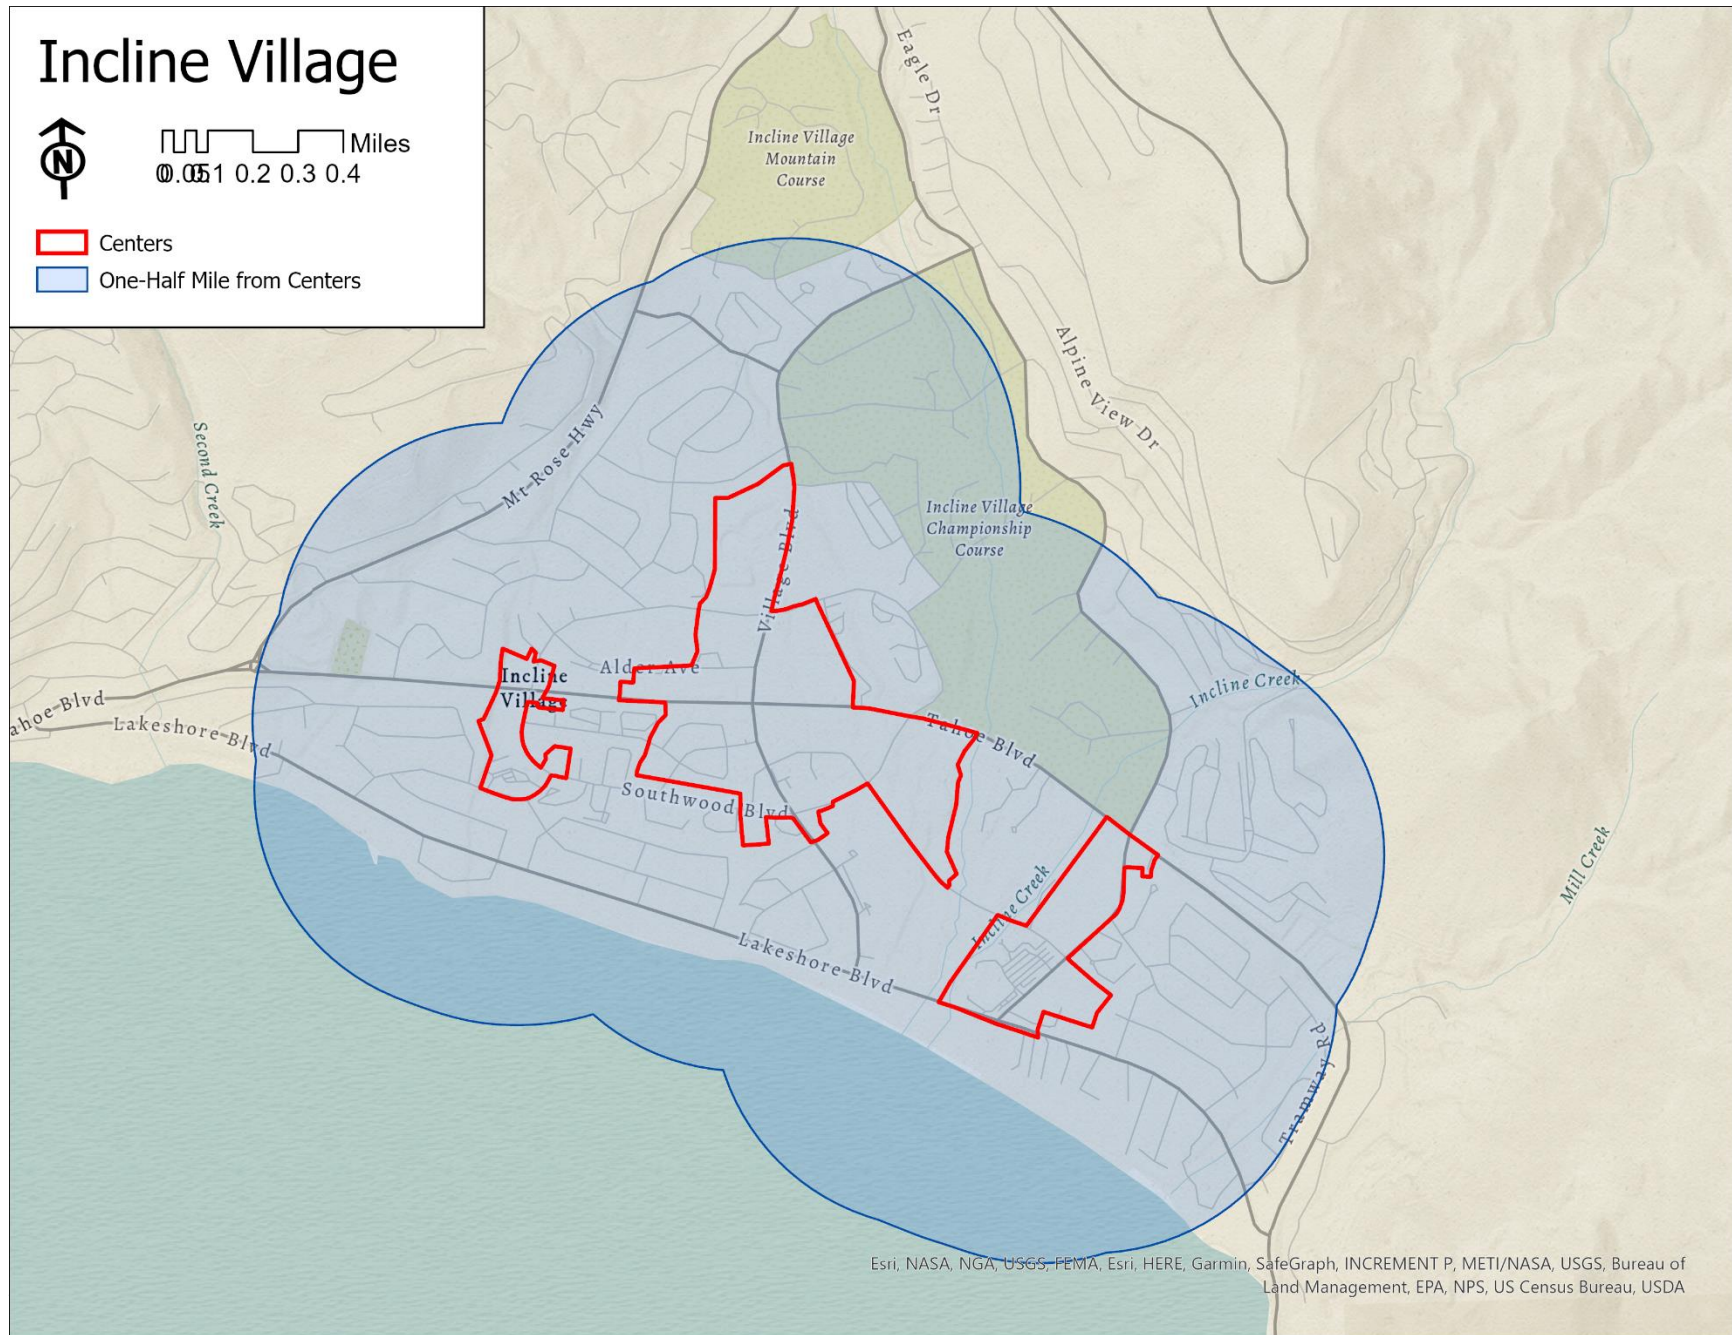 Incline Village
N
Miles
0 0.05 0.1 0.2 0.3 0.4
Centers
One-Half Mile from Centers
Eagle Dr
Incline Village
Mountain
Course
Alpine View Dr
Second Creek
Mt Rose Hwy
Incline Village
Championship
Course
Village Blvd
Alder Ave
Incline
Village
Incline Creek
ahoe Blvd
Lakeshore Blvd
Tahoe Blvd
Southwood Blvd
Mill Creek
Incline Creek
Lakeshore Blvd
Tramway Rd
Esri, NASA, NGA, USGS, FEMA, Esri, HERE, Garmin, SafeGraph, INCREMENT P, METI/NASA, USGS, Bureau of
Land Management, EPA, NPS, US Census Bureau, USDA